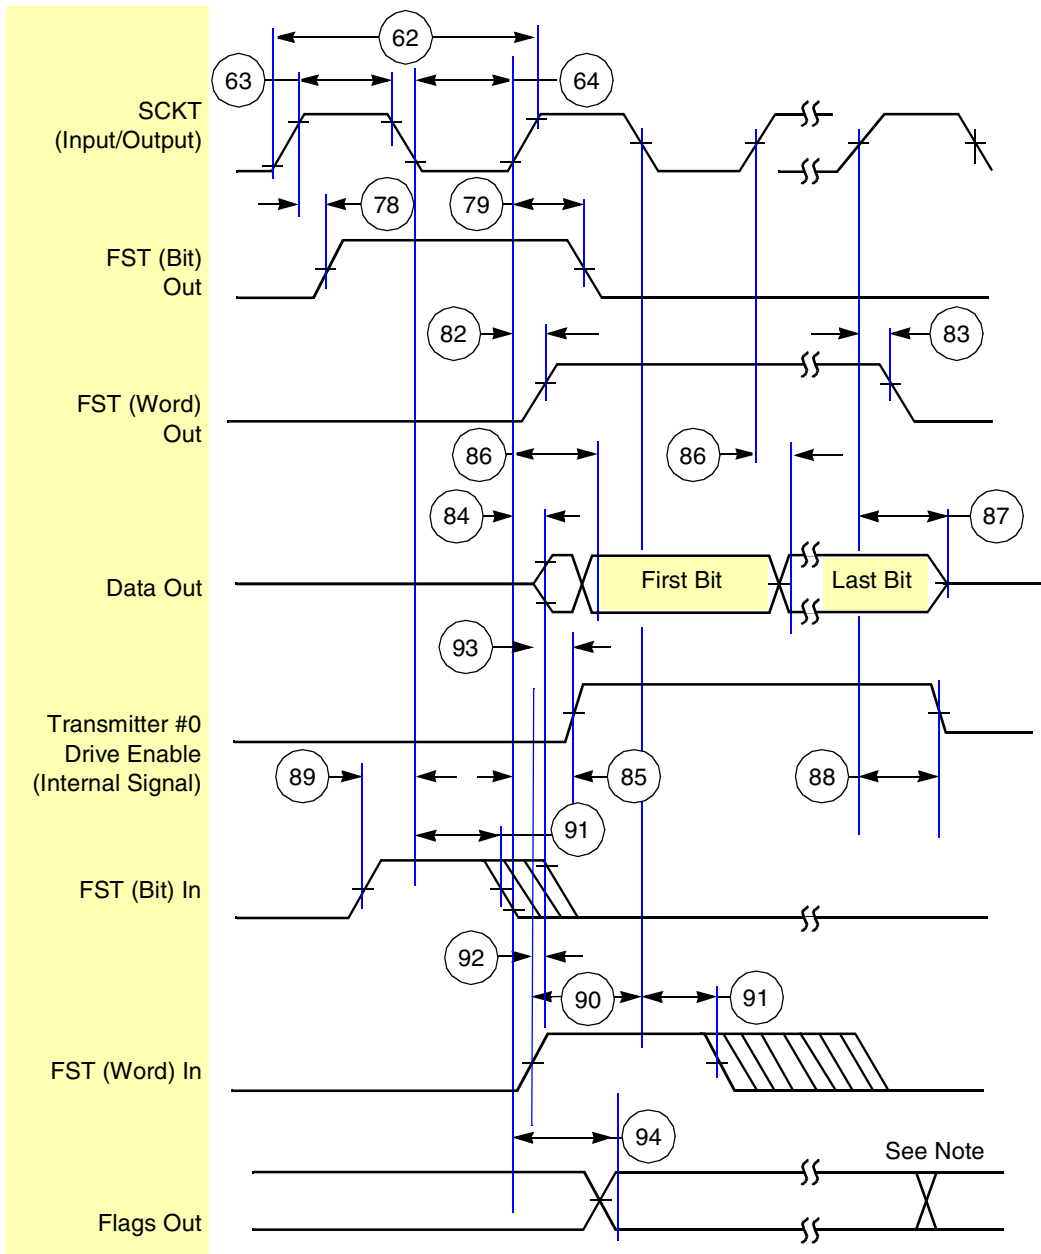 62
63
64
SCKT
(Input/Output)
78
79
FST (Bit)
Out
82
83
FST (Word)
Out
86
86
84
87
Data Out
First Bit
Last Bit
93
Transmitter #0
Drive Enable
(Internal Signal)
89
85
88
91
FST (Bit) In
92
90
91
FST (Word) In
94
See Note
Flags Out